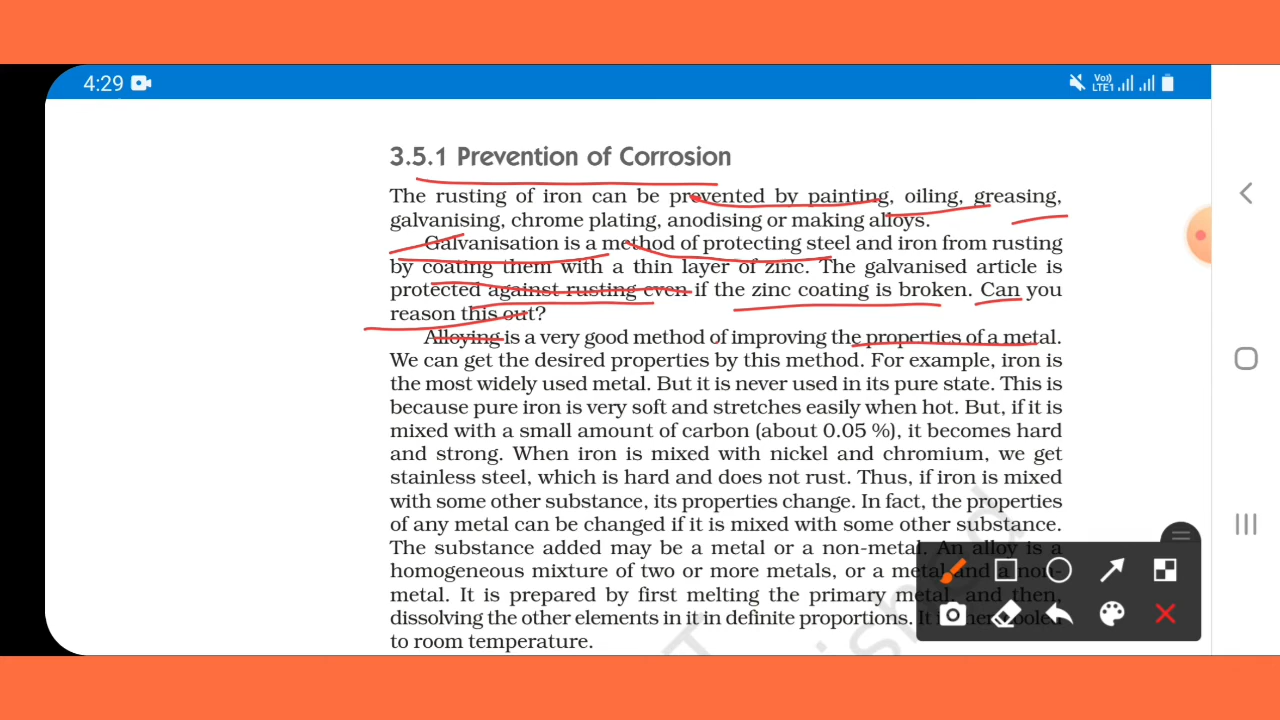 4:29
Vo))
LTE1
3.5.1 Prevention of Corrosion
The rusting of iron can be prevented by painting, oiling, greasing,
galvanising, chrome plating, anodising or making alloys.
Galvanisation is a method of protecting steel and iron from rusting
by coating them with a thin layer of zinc. The galvanised article is
protected against rusting even if the zinc coating is broken. Can you
reason this out?
Alloying is a very good method of improving the properties of a metal.
We can get the desired properties by this method. For example, iron is
the most widely used metal. But it is never used in its pure state. This is
because pure iron is very soft and stretches easily when hot. But, if it is
mixed with a small amount of carbon (about 0.05 %), it becomes hard
and strong. When iron is mixed with nickel and chromium, we get
stainless steel, which is hard and does not rust. Thus, if iron is mixed
with some other substance, its properties change. In fact, the properties
of any metal can be changed if it is mixed with some other substance.
The substance added may be a metal or a non-metal. An alloy is a
homogeneous mixture of two or more metals, or a metal and a non-
metal. It is prepared by first melting the primary metal, and then,
dissolving the other elements in it in definite proportions. It is then cooled
to room temperature.